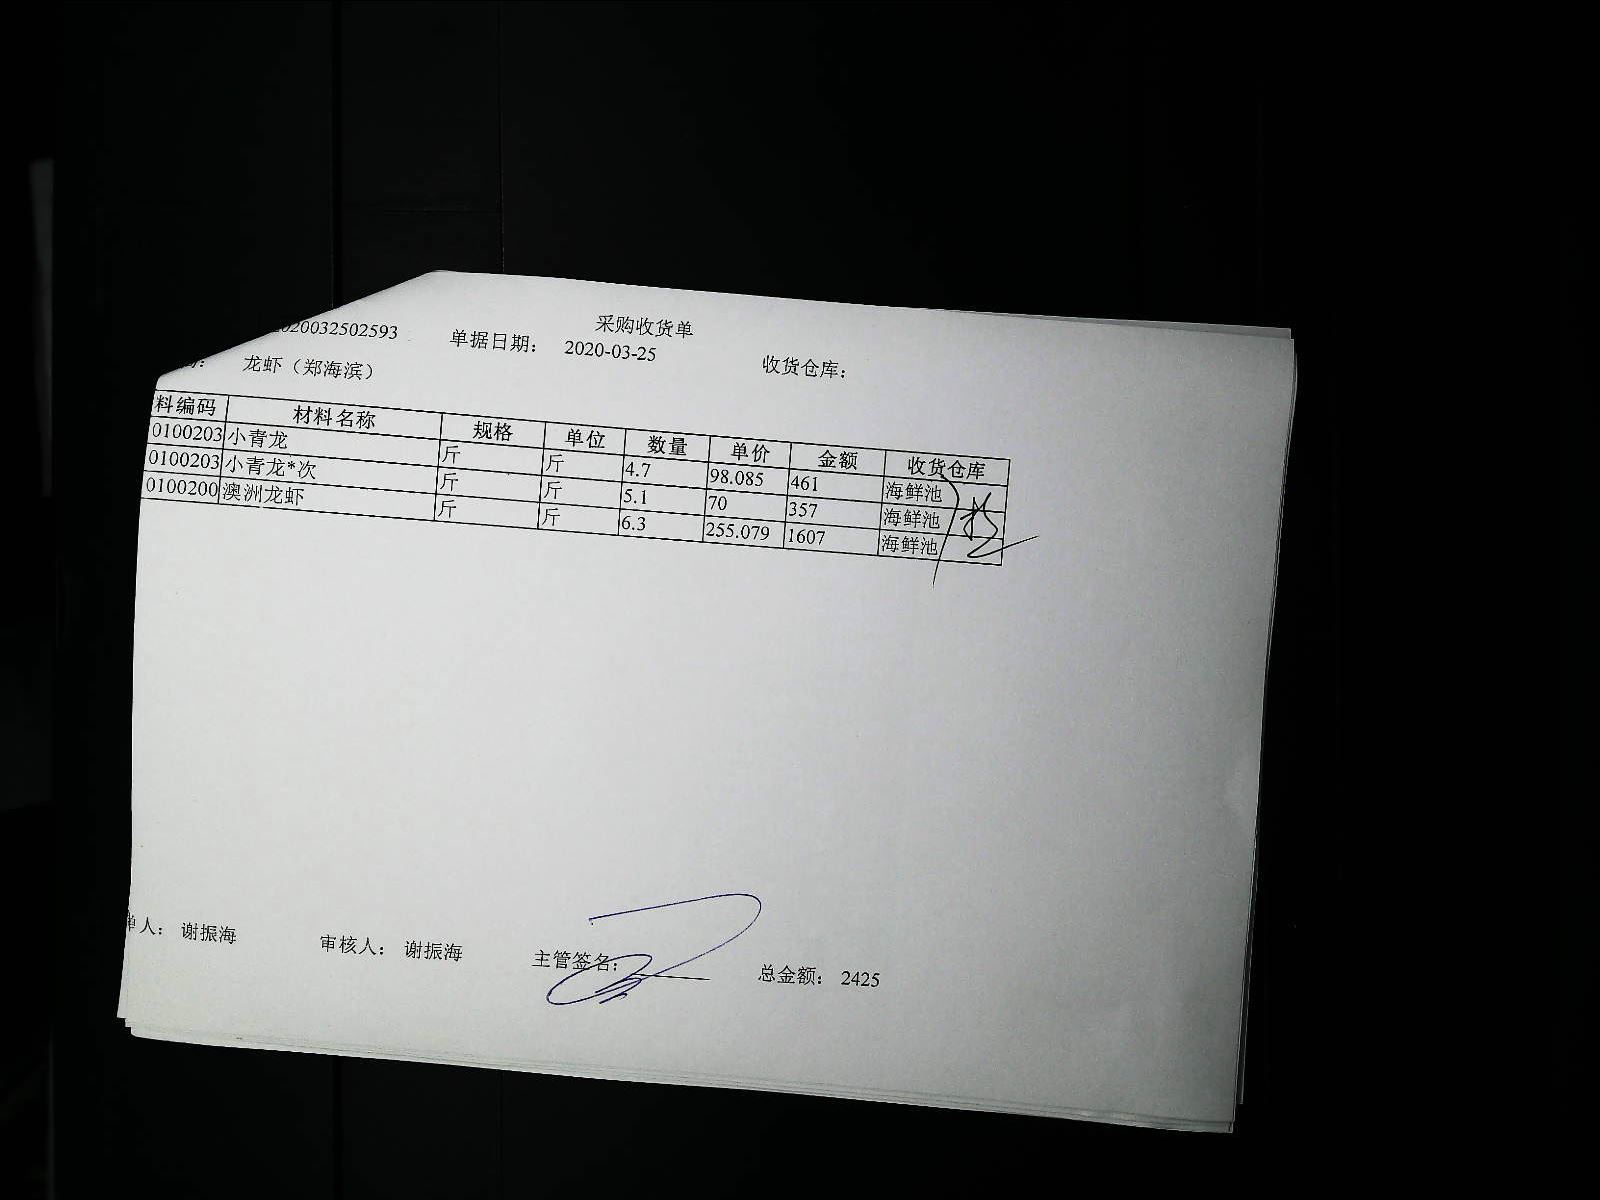 采购收货单
2020032502593 单据日期： 2020-03-25 收货仓库：
龙虾（郑海滨）
料编码 材料名称 规格 单位 数量 单价 金额 收货仓库
0100203 小青龙 斤 斤 4.7 98.085 461 海鲜池
0100203 小青龙*次 斤 斤 5.1 70 357 海鲜池
0100200 澳洲龙虾 斤 斤 6.3 255.079 1607 海鲜池
单人： 谢振海 审核人： 谢振海 主管签名： 总金额： 2425